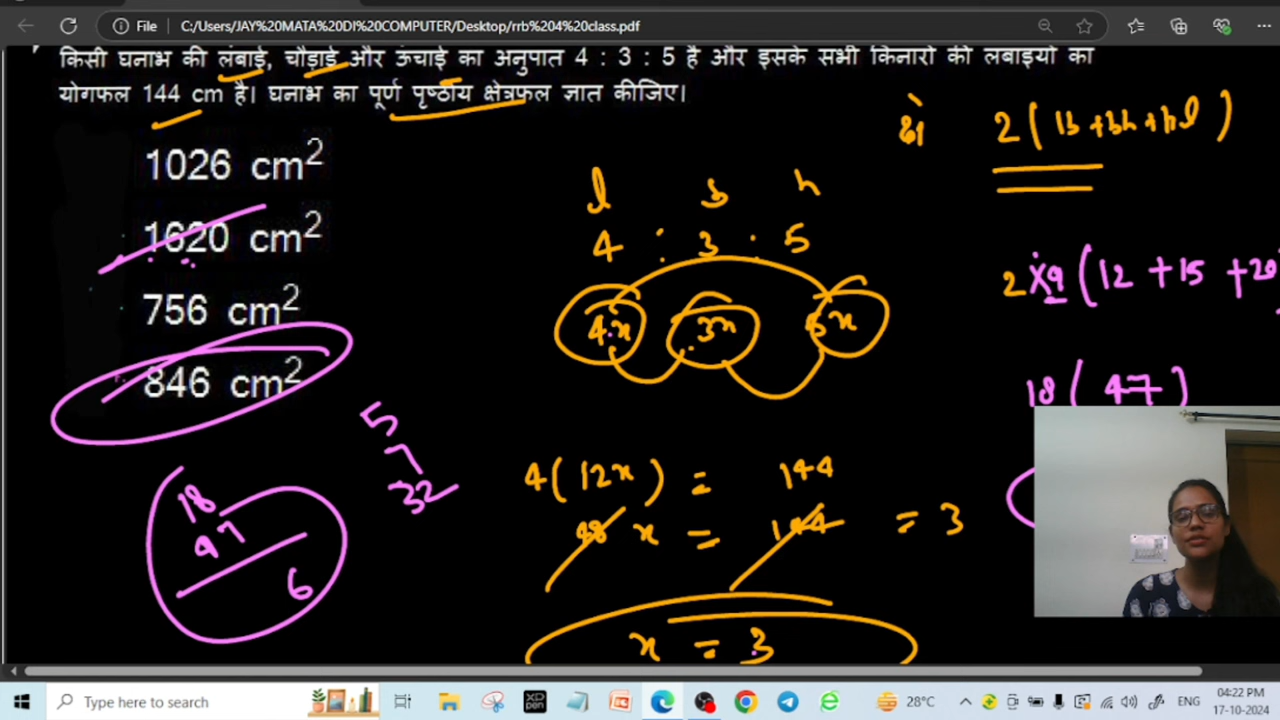 File C:/Users/JAY%20MATA%20DI%20COMPUTER/Desktop/rrb%204%20class.pdf
किसी घनाभ की लंबाई, चौड़ाई और ऊंचाई का अनुपात 4 : 3 : 5 है और इसके सभी किनारों की लंबाइयों का
योगफल 144 cm है। घनाभ का पूर्ण पृष्ठीय क्षेत्रफल ज्ञात कीजिए।
1026 cm²
1620 cm²
756 cm²
846 cm²
2 ( lb + bh + hl )
l b h
4 : 3 : 5
4x 3x 5x
2 x 9 ( 12 + 15 + 20
18 ( 47 )
4 ( 12x ) = 144
48 x = 144 = 3
x = 3
5
7
32
18
47
6
Type here to search
28°C
ENG
04:22 PM
17-10-2024